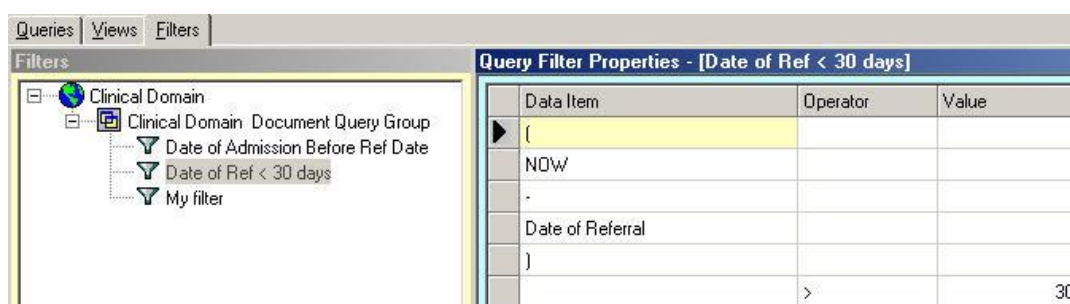 Queries Views Filters
Filters
Clinical Domain
Clinical Domain Document Query Group
Date of Admission Before Ref Date
Date of Ref < 30 days
My filter
Query Filter Properties - [Date of Ref < 30 days]
Data Item Operator Value
(
NOW
-
Date of Referral
)
> 30